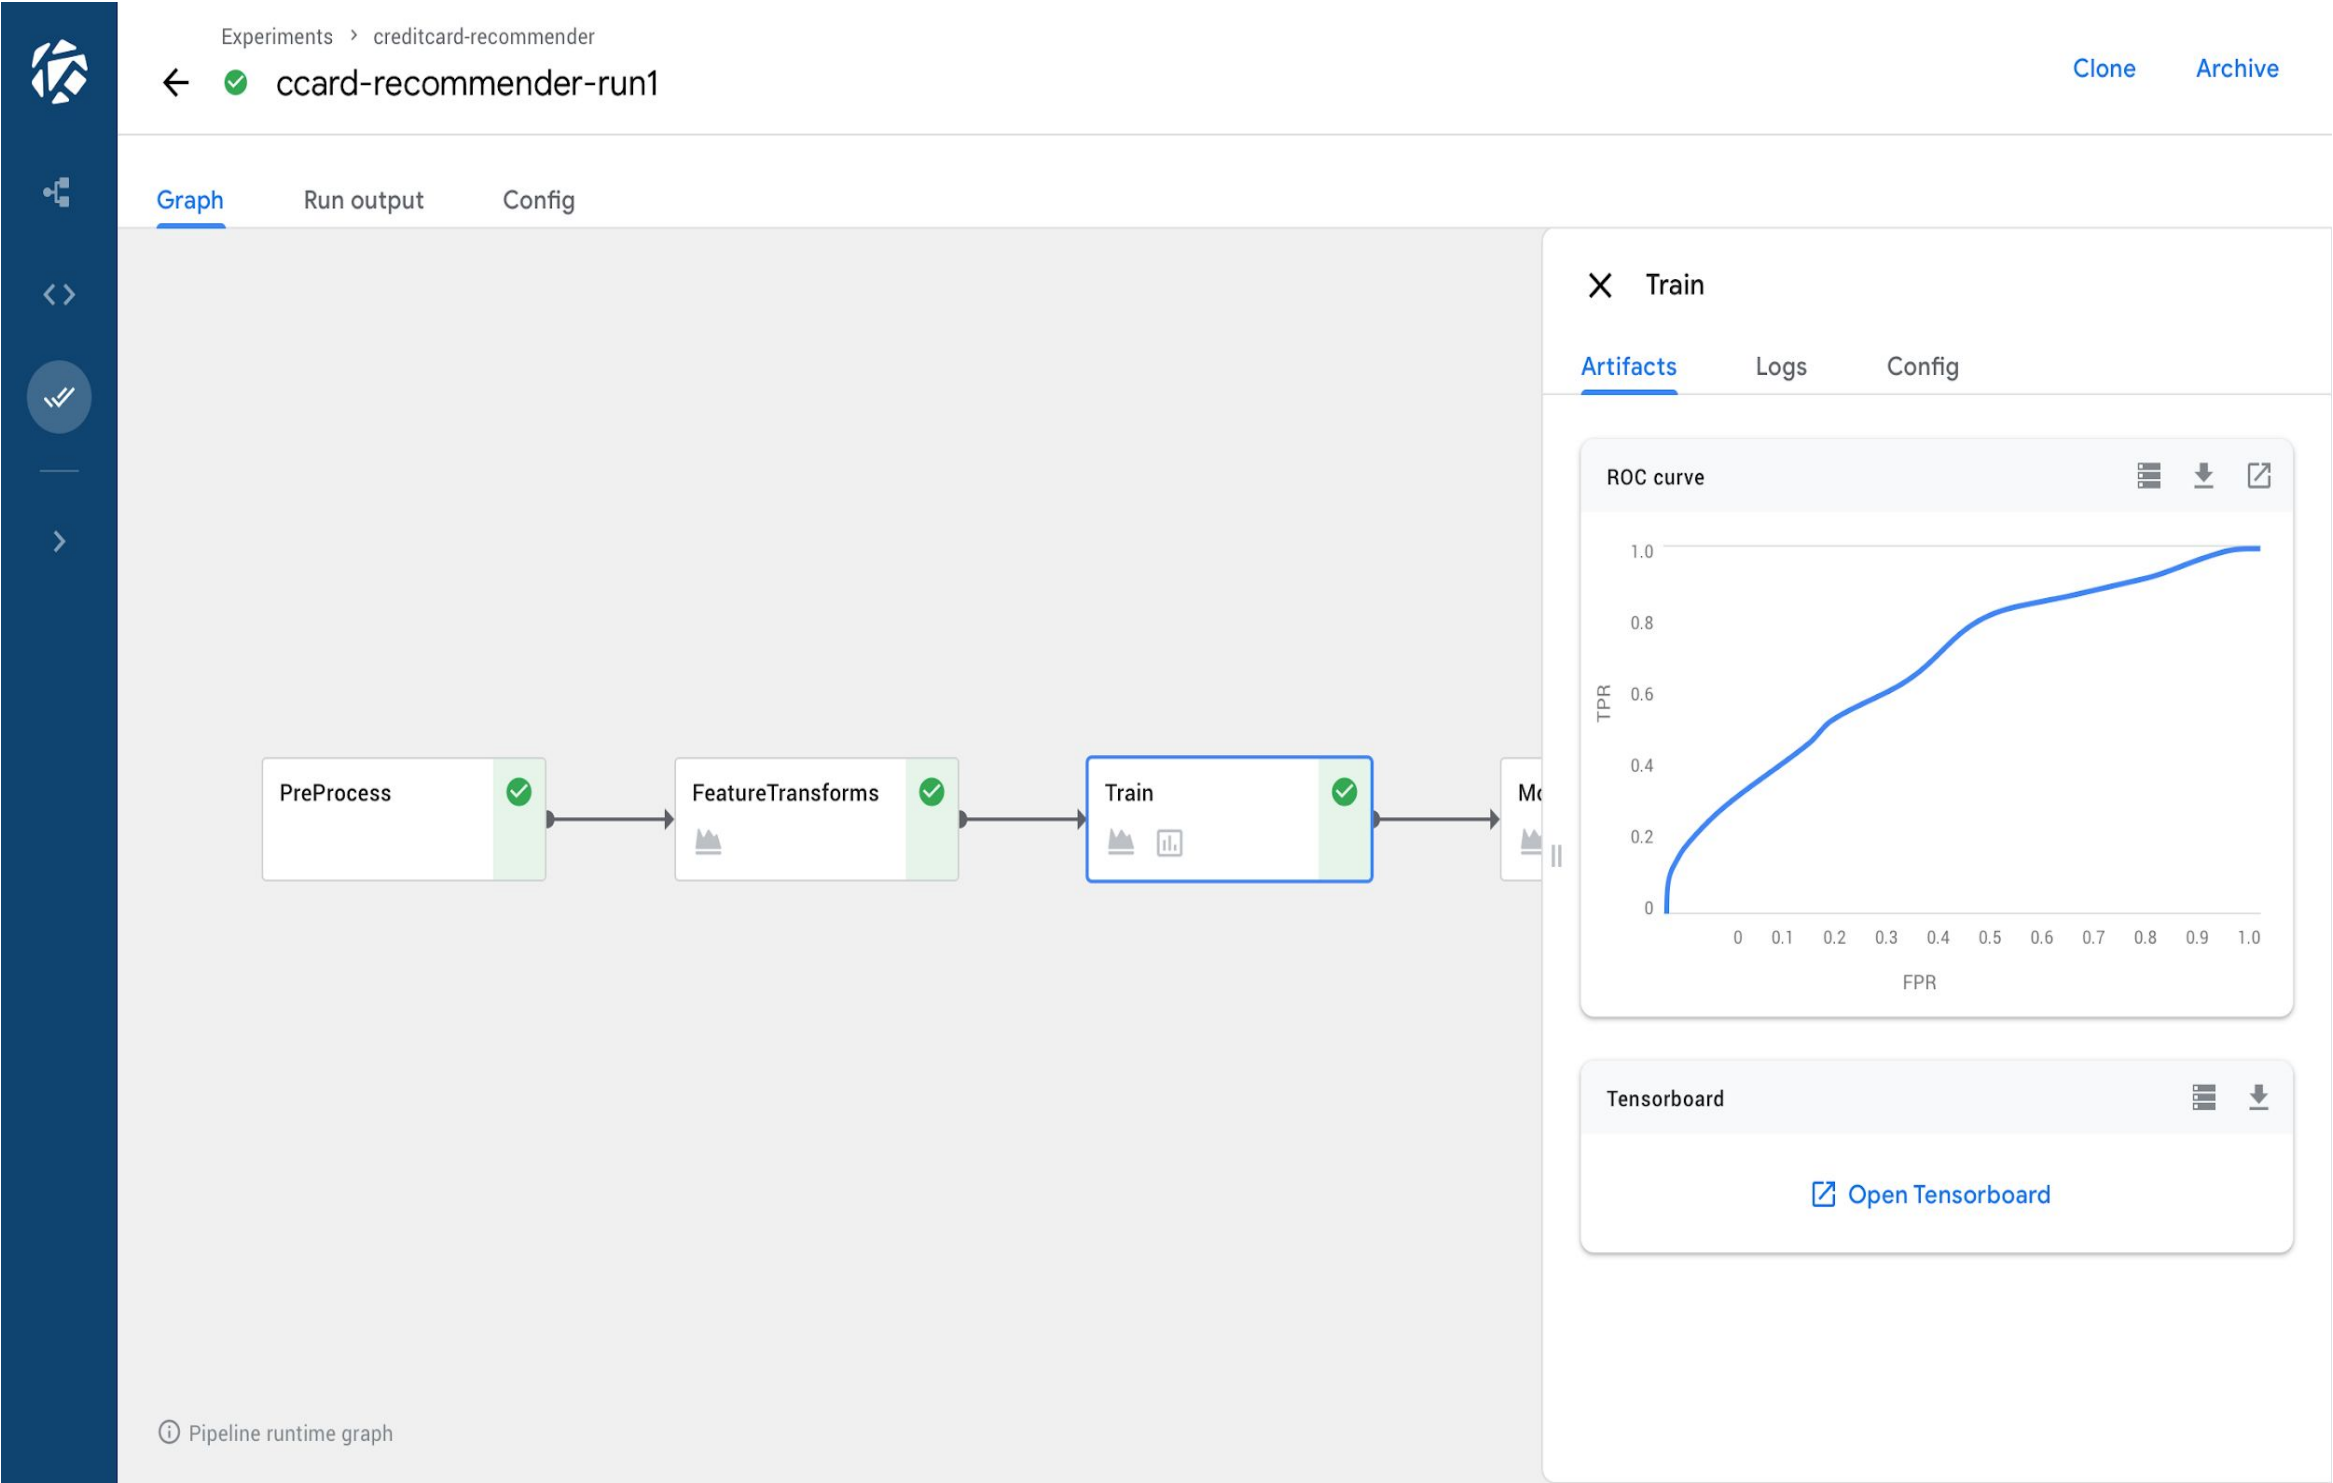 Experiments > creditcard-recommender
ccard-recommender-run1
Clone Archive
Graph Run output Config
Train
Artifacts Logs Config
ROC curve
1.0
0.8
0.6
0.4
0.2
0
TPR
0 0.1 0.2 0.3 0.4 0.5 0.6 0.7 0.8 0.9 1.0
FPR
PreProcess
FeatureTransforms
Train
Tensorboard
Open Tensorboard
Pipeline runtime graph